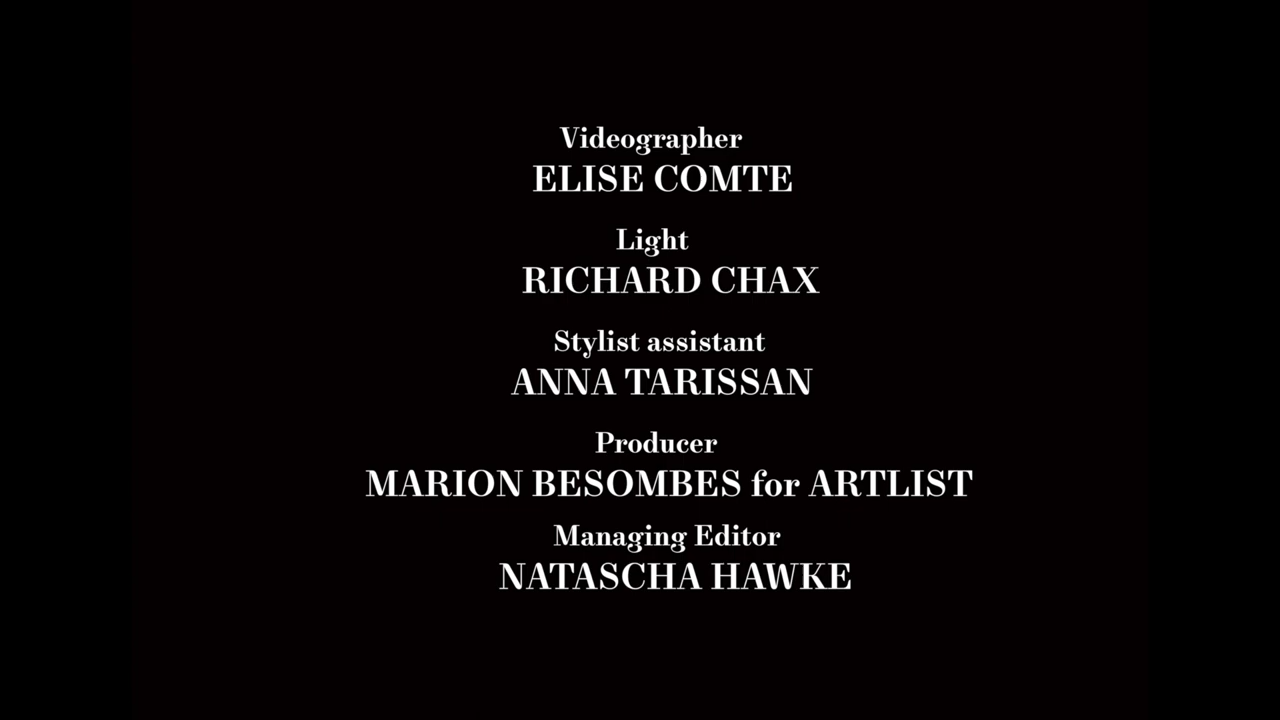 Videographer
ELISE COMTE
Light
RICHARD CHAX
Stylist assistant
ANNA TARISSAN
Producer
MARION BESOMBES for ARTLIST
Managing Editor
NATASCHA HAWKE